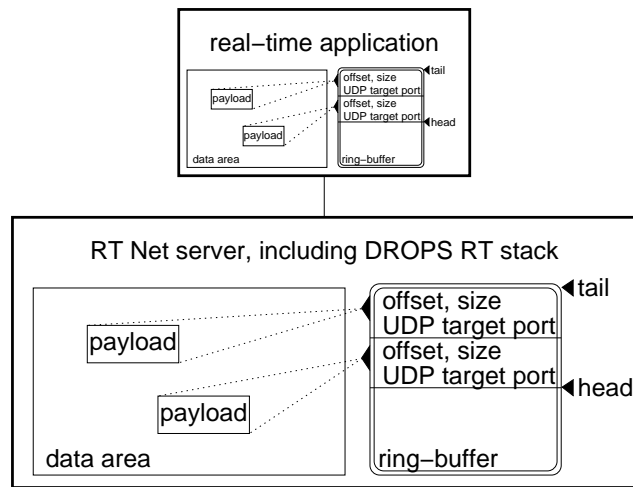 real−time application
offset, size
UDP target port
offset, size
UDP target port
tail
head
payload
payload
data area
ring−buffer
RT Net server, including DROPS RT stack
offset, size
UDP target port
offset, size
UDP target port
tail
head
payload
payload
data area
ring−buffer